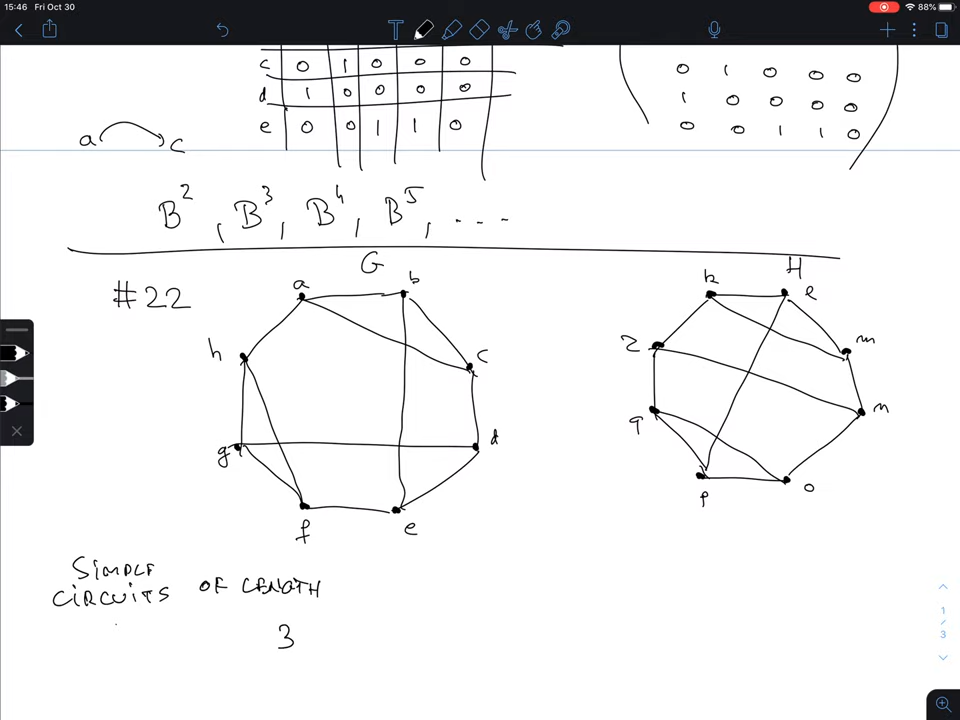 15:46 Fri Oct 30
88%
c 0 1 0 0 0
d 1 0 0 0 0
e 0 0 1 1 0
0 1 0 0 0
1 0 0 0 0
0 0 1 1 0
a c
B², B³, B⁴, B⁵, ....
#22
G
a b
h c
g d
f e
H
k l
z m
q n
p o
SIMPLE
CIRCUITS OF LENGTH
3
1
/
3